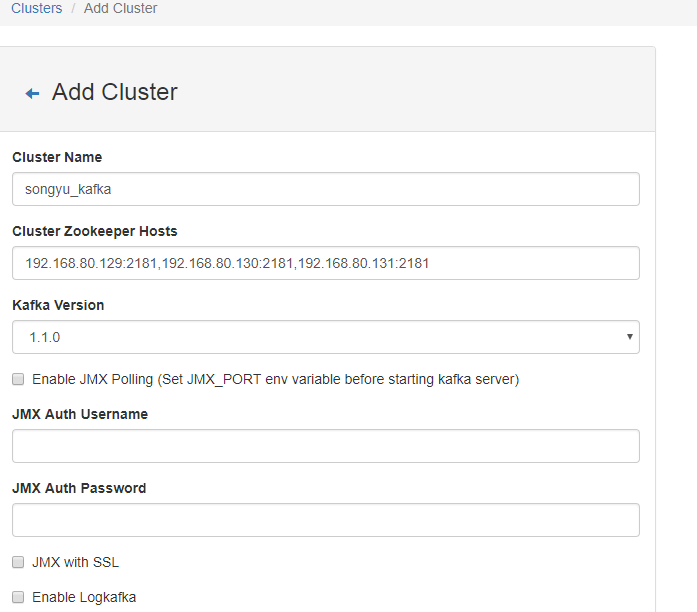 Clusters / Add Cluster
Add Cluster
Cluster Name
songyu_kafka
Cluster Zookeeper Hosts
192.168.80.129:2181,192.168.80.130:2181,192.168.80.131:2181
Kafka Version
1.1.0
Enable JMX Polling (Set JMX_PORT env variable before starting kafka server)
JMX Auth Username
JMX Auth Password
JMX with SSL
Enable Logkafka